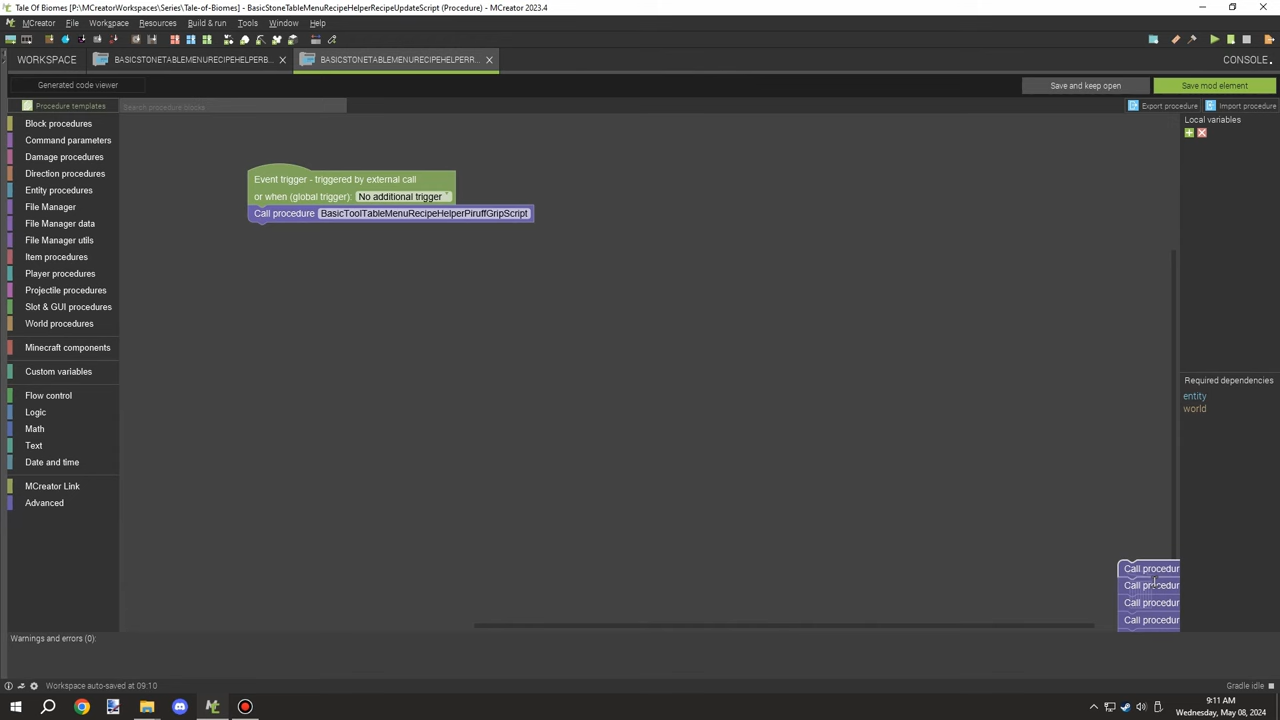 Tale Of Biomes [P:\MCreatorWorkspaces\Series\Tale-of-Biomes] - BasicStoneTableMenuRecipeHelperRecipeUpdateScript (Procedure) - MCreator 2023.4
MCreator File Workspace Resources Build & run Tools Window Help
WORKSPACE BASICSTONETABLEMENURECIPEHELPERB... BASICSTONETABLEMENURECIPEHELPERR... CONSOLE
Generated code viewer Save and keep open Save mod element
Procedure templates Search procedure blocks Export procedure Import procedure
Block procedures
Command parameters
Damage procedures
Direction procedures
Entity procedures
File Manager
File Manager data
File Manager utils
Item procedures
Player procedures
Projectile procedures
Slot & GUI procedures
World procedures
Minecraft components
Custom variables
Flow control
Logic
Math
Text
Date and time
MCreator Link
Advanced
Event trigger - triggered by external call
or when (global trigger): No additional trigger
Call procedure BasicToolTableMenuRecipeHelperPiruffGripScript
Call procedur
Call procedur
Call procedur
Call procedur
Local variables
Required dependencies
entity
world
Warnings and errors (0):
Workspace auto-saved at 09:10 Gradle idle
9:11 AM
Wednesday, May 08, 2024